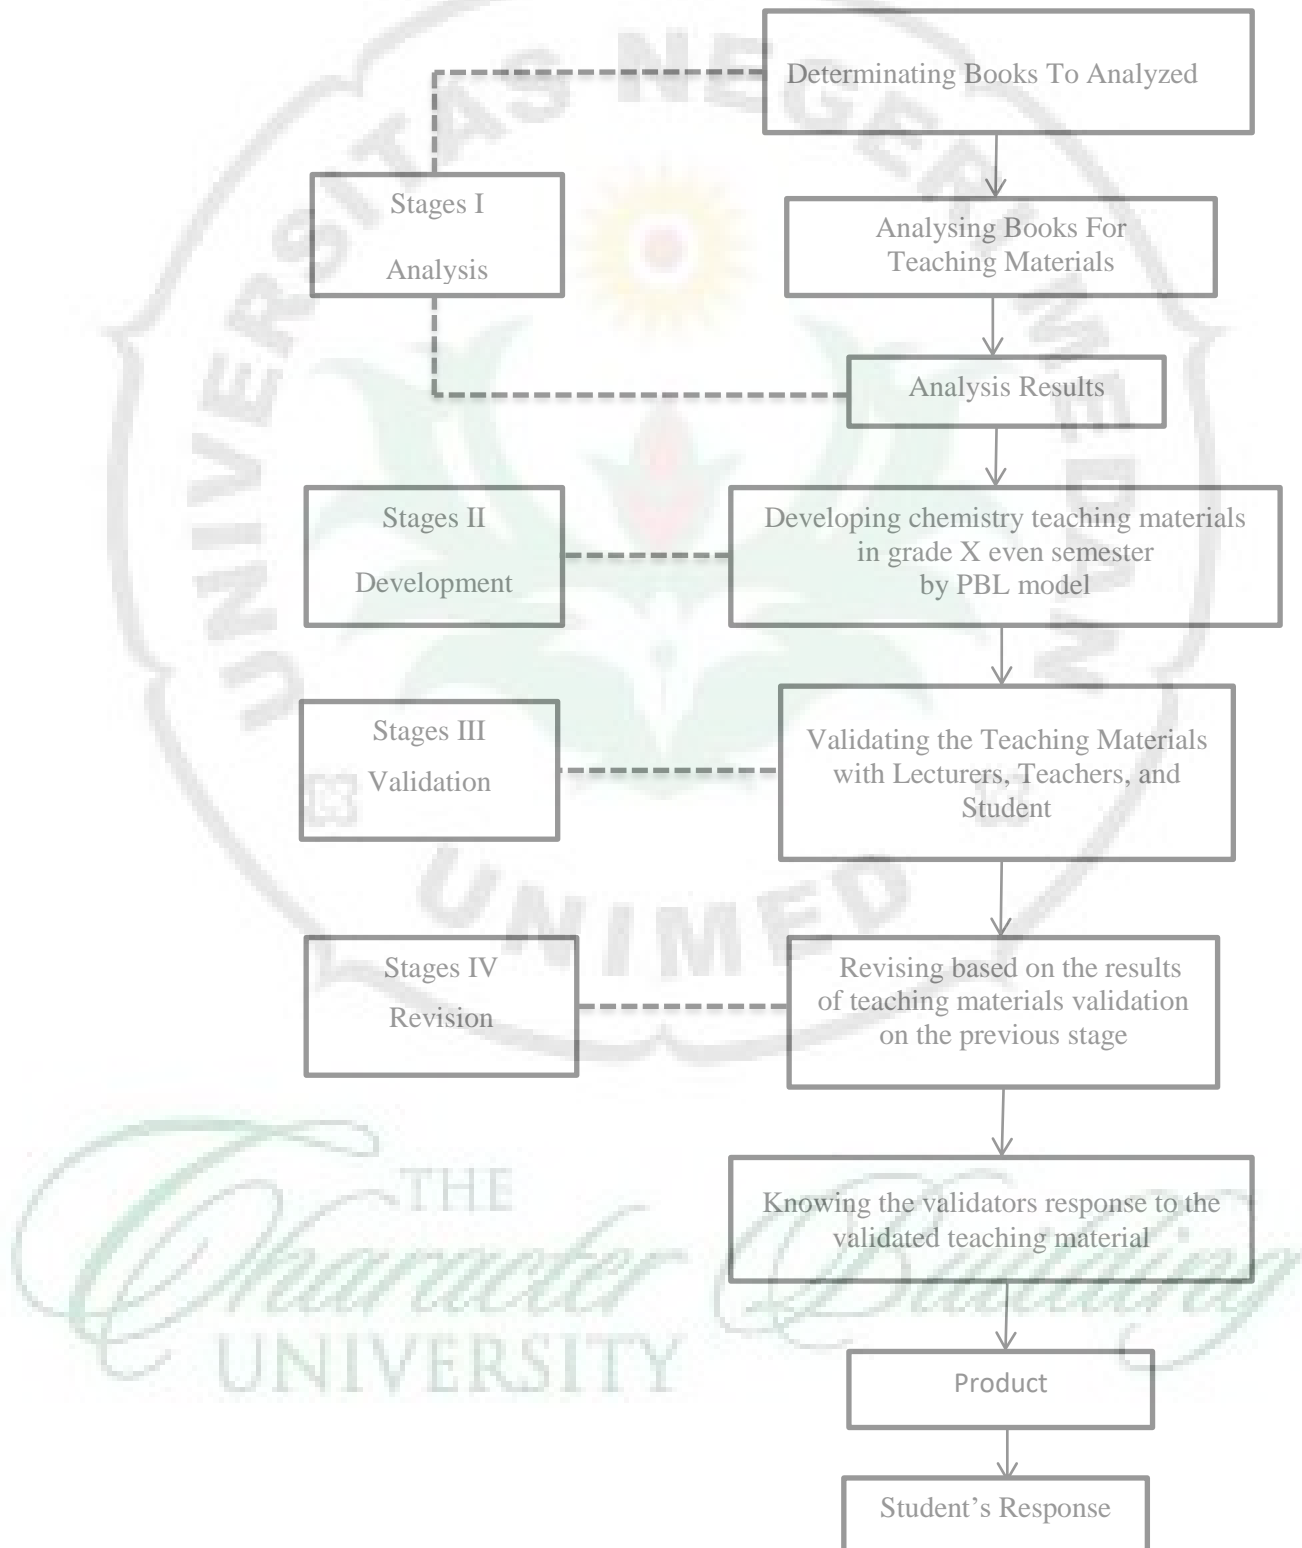 UNIVERSITAS NEGERI MEDAN
Determinating Books To Analyzed
Stages I
Analysis
Analysing Books For
Teaching Materials
Analysis Results
Stages II
Development
Developing chemistry teaching materials
in grade X even semester
by PBL model
Stages III
Validation
Validating the Teaching Materials
with Lecturers, Teachers, and
Student
UNIMED
Stages IV
Revision
Revising based on the results
of teaching materials validation
on the previous stage
Knowing the validators response to the
validated teaching material
THE
Character Building
UNIVERSITY
Product
Student’s Response